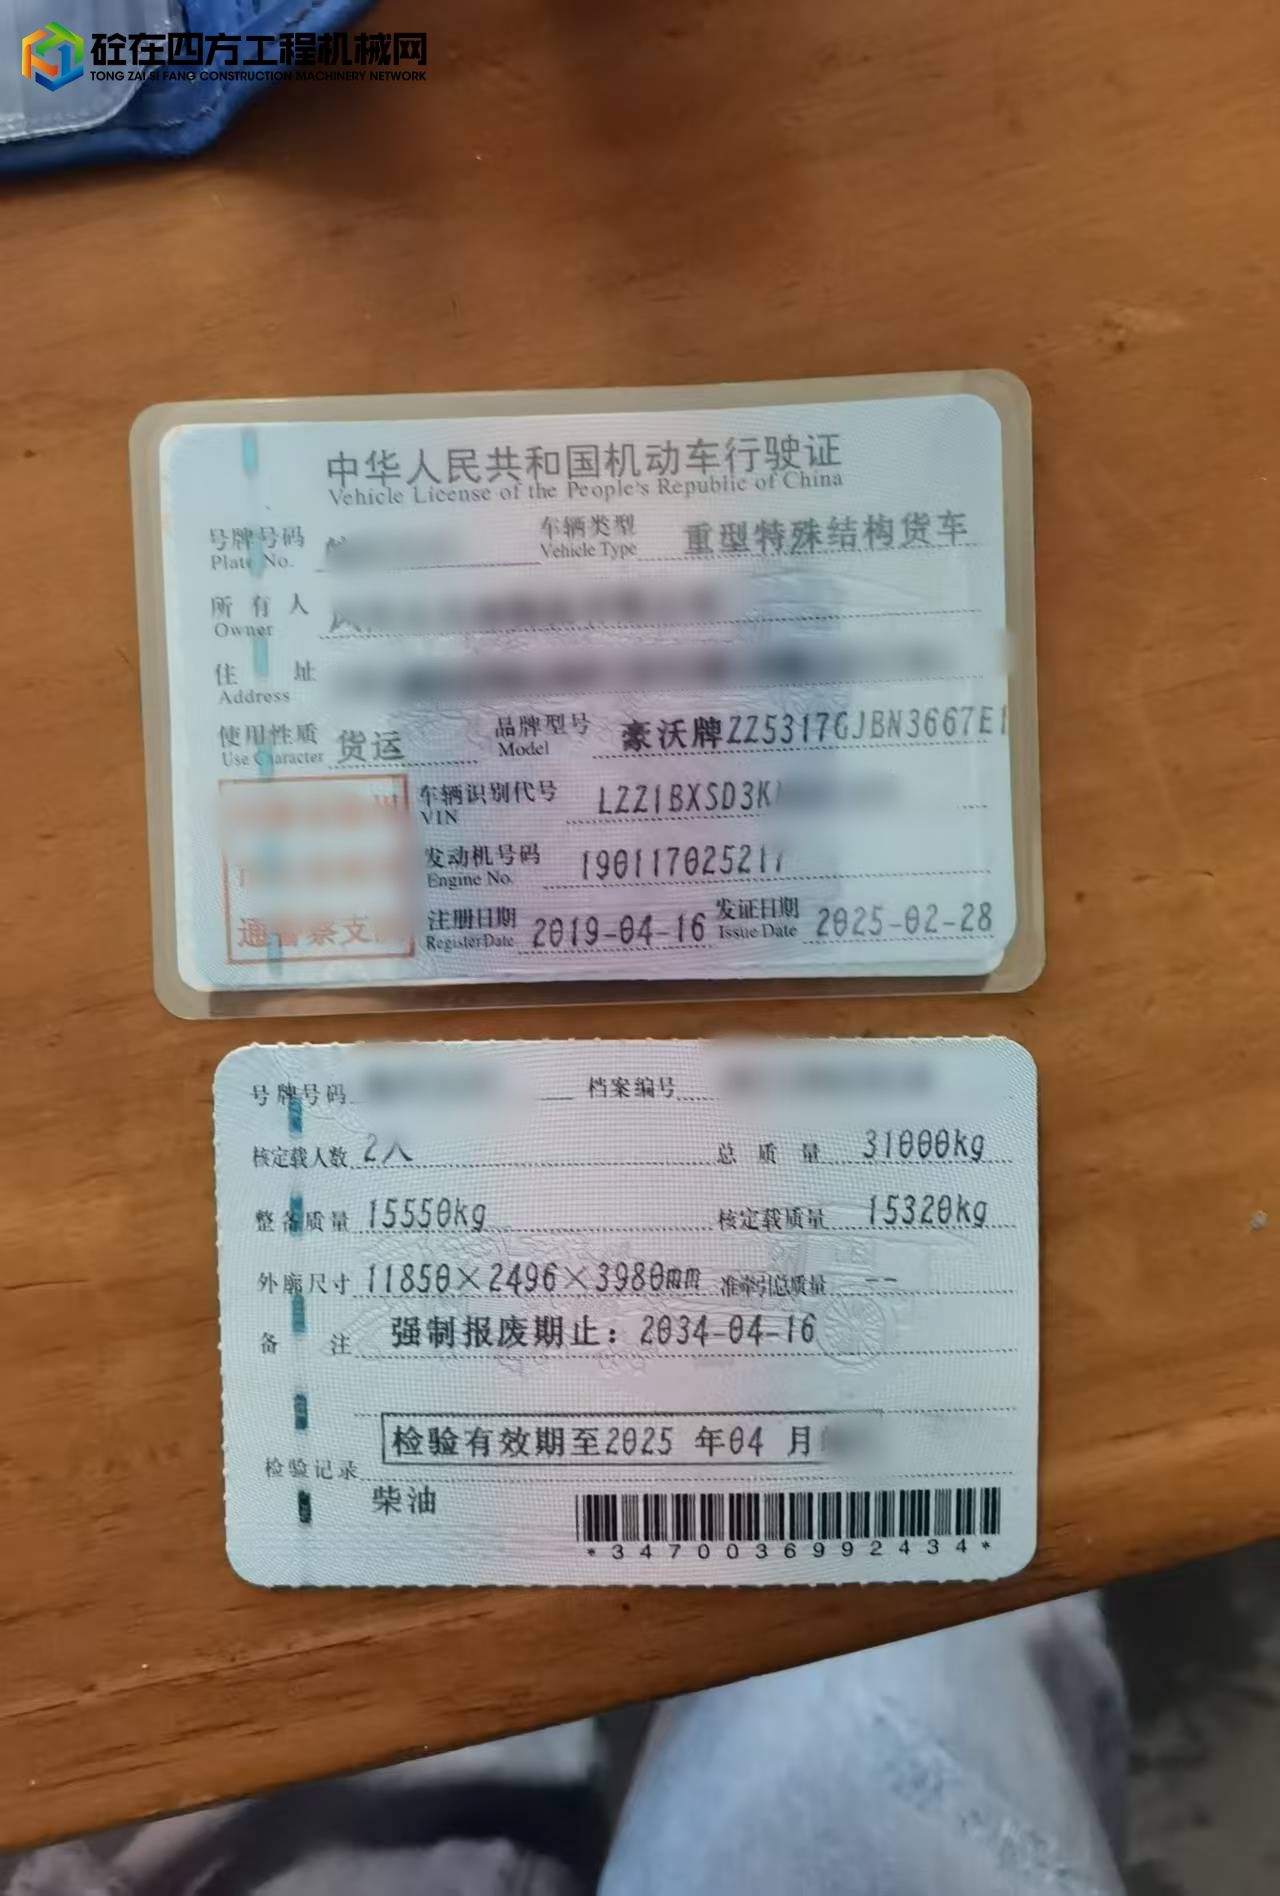 砼在四方工程机械网
TONG ZAI SI FANG CONSTRUCTION MACHINERY NETWORK
中华人民共和国机动车行驶证
Vehicle License of the People's Republic of China
号牌号码 车辆类型 重型特殊结构货车
Plate No. Vehicle Type
所有人
Owner
住址
Address
使用性质 货运 品牌型号 豪沃牌ZZ5317GJBN3667E1
Use Character Model
车辆识别代号 LZZ1BXSD3K
VIN
发动机号码 19011702521
Engine No.
注册日期 2019-04-16 发证日期 2025-02-28
Register Date Issue Date
通警察支
号牌号码 档案编号
核定载人数 2人 总质量 31000kg
整备质量 15550kg 核定载质量 15320kg
外廓尺寸 11850×2496×3980mm 准牵引总质量 --
备注 强制报废期止：2034-04-16
检验有效期至2025 年04 月
检验记录
柴油
*3470036992434*